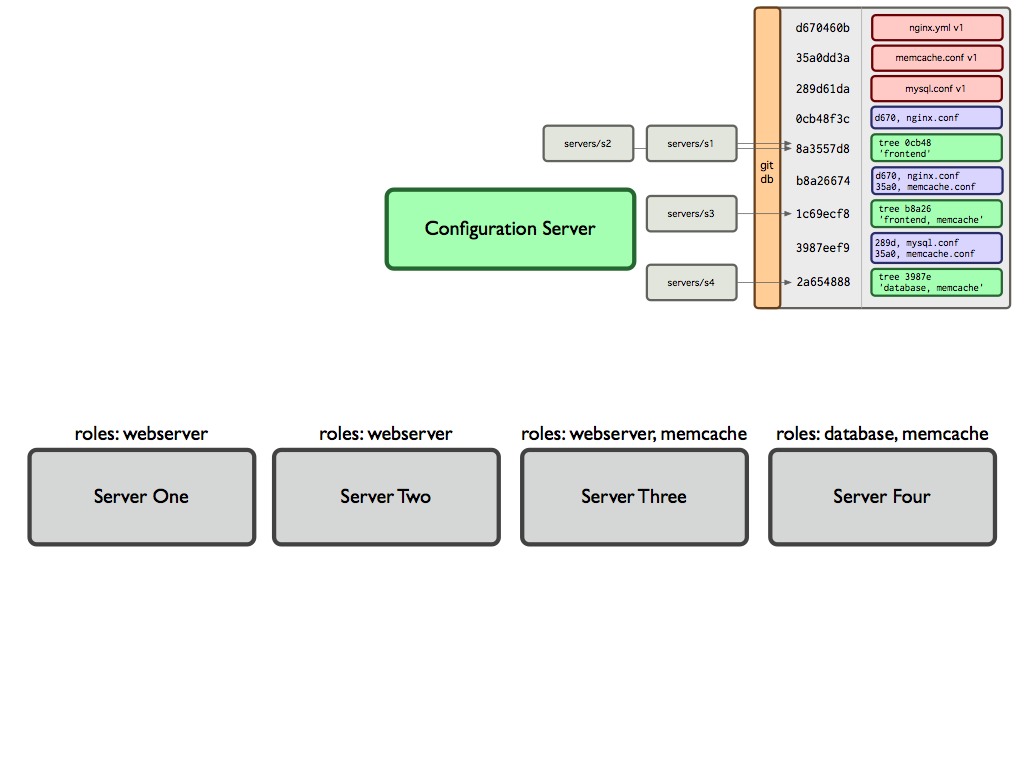 d670460b
nginx.yml v1
35a0dd3a
memcache.conf v1
289d61da
mysql.conf v1
0cb48f3c
d670, nginx.conf
servers/s2
servers/s1
8a3557d8
tree 0cb48
'frontend'
git
db
b8a26674
d670, nginx.conf
35a0, memcache.conf
servers/s3
1c69ecf8
tree b8a26
'frontend, memcache'
Configuration Server
3987eef9
289d, mysql.conf
35a0, memcache.conf
servers/s4
2a654888
tree 3987e
'database, memcache'
roles: webserver
Server One
roles: webserver
Server Two
roles: webserver, memcache
Server Three
roles: database, memcache
Server Four